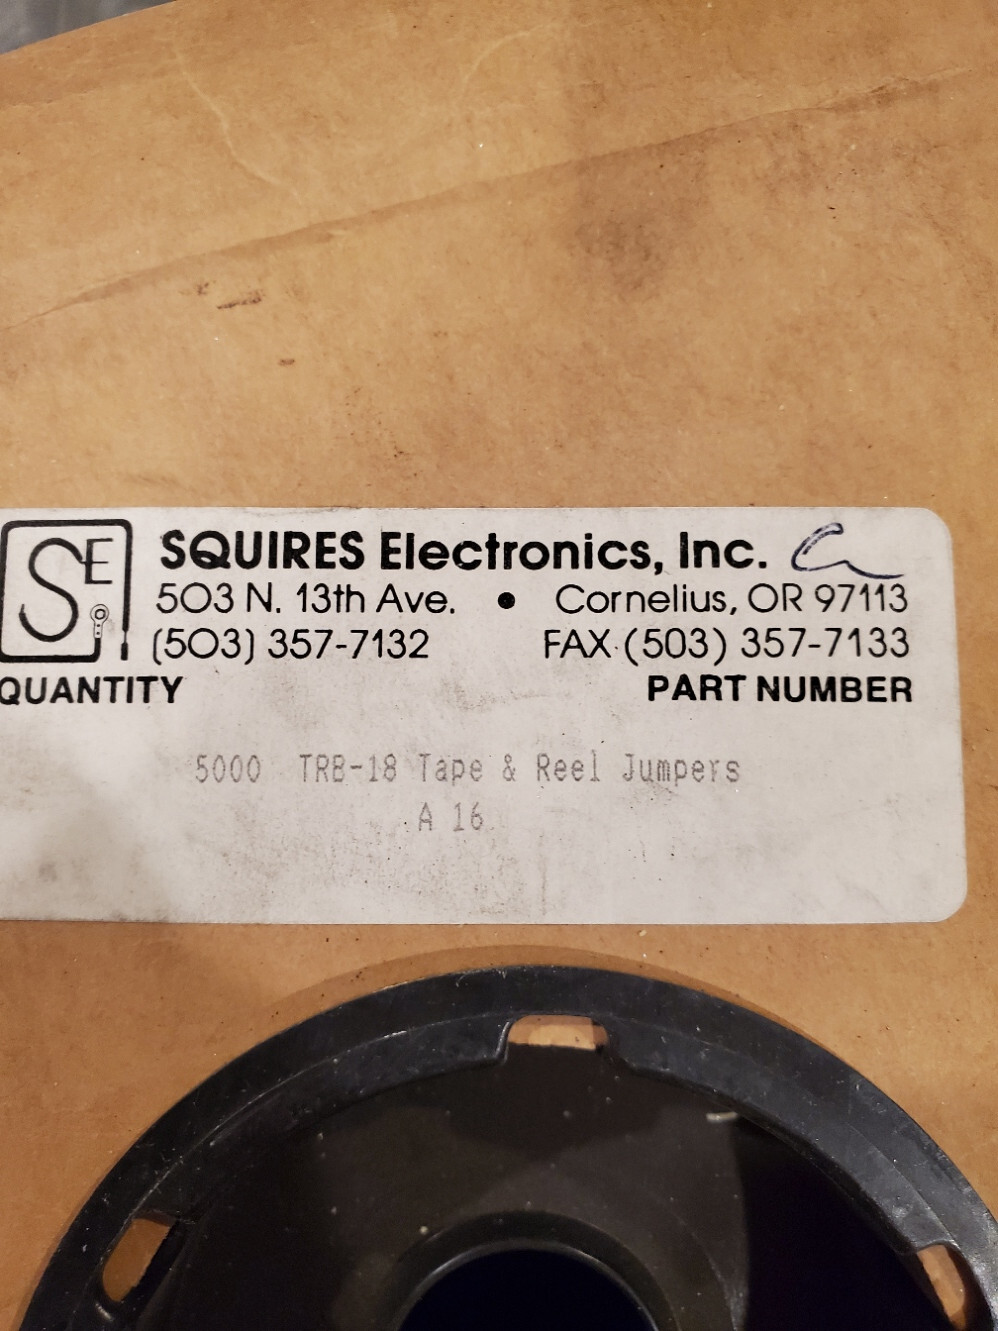 SE
SQUIRES Electronics, Inc.
503 N. 13th Ave. • Cornelius, OR 97113
(503) 357-7132 FAX (503) 357-7133
QUANTITY PART NUMBER
5000 TRB-18 Tape & Reel Jumpers
A 16